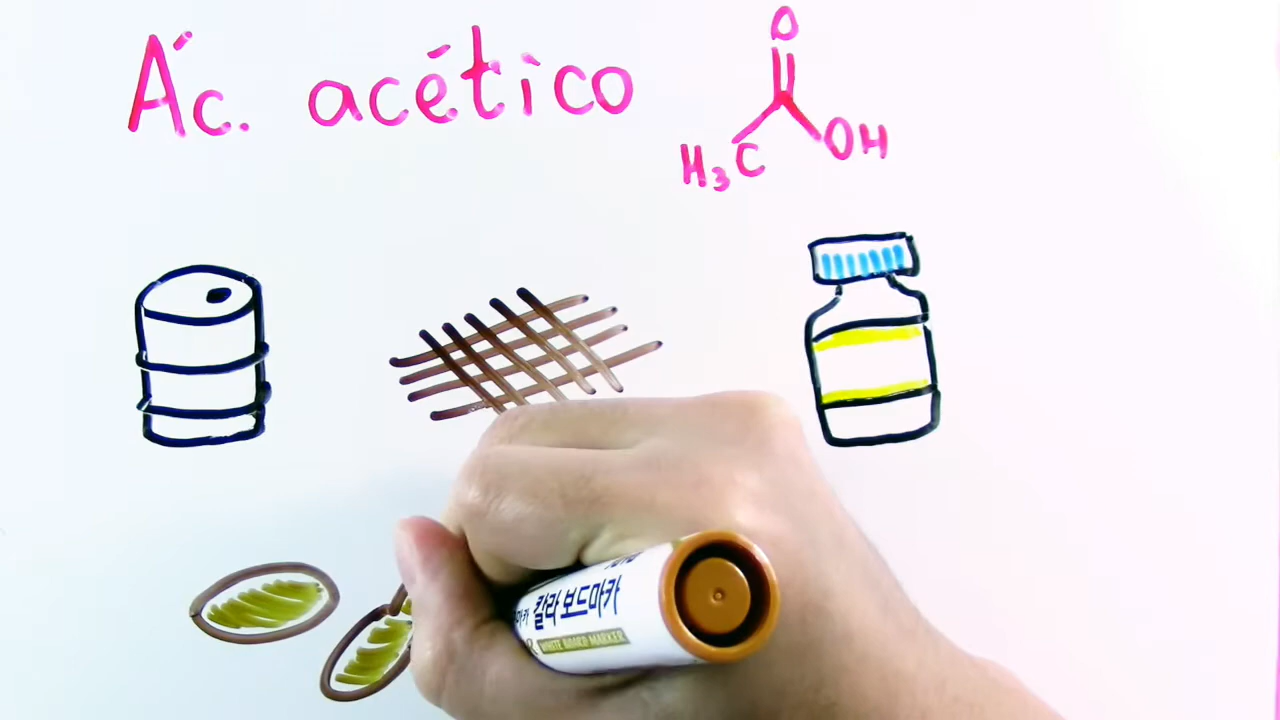 Ác. acético
O
H₃C OH
칼라 보드마카
WHITE BOARD MARKER